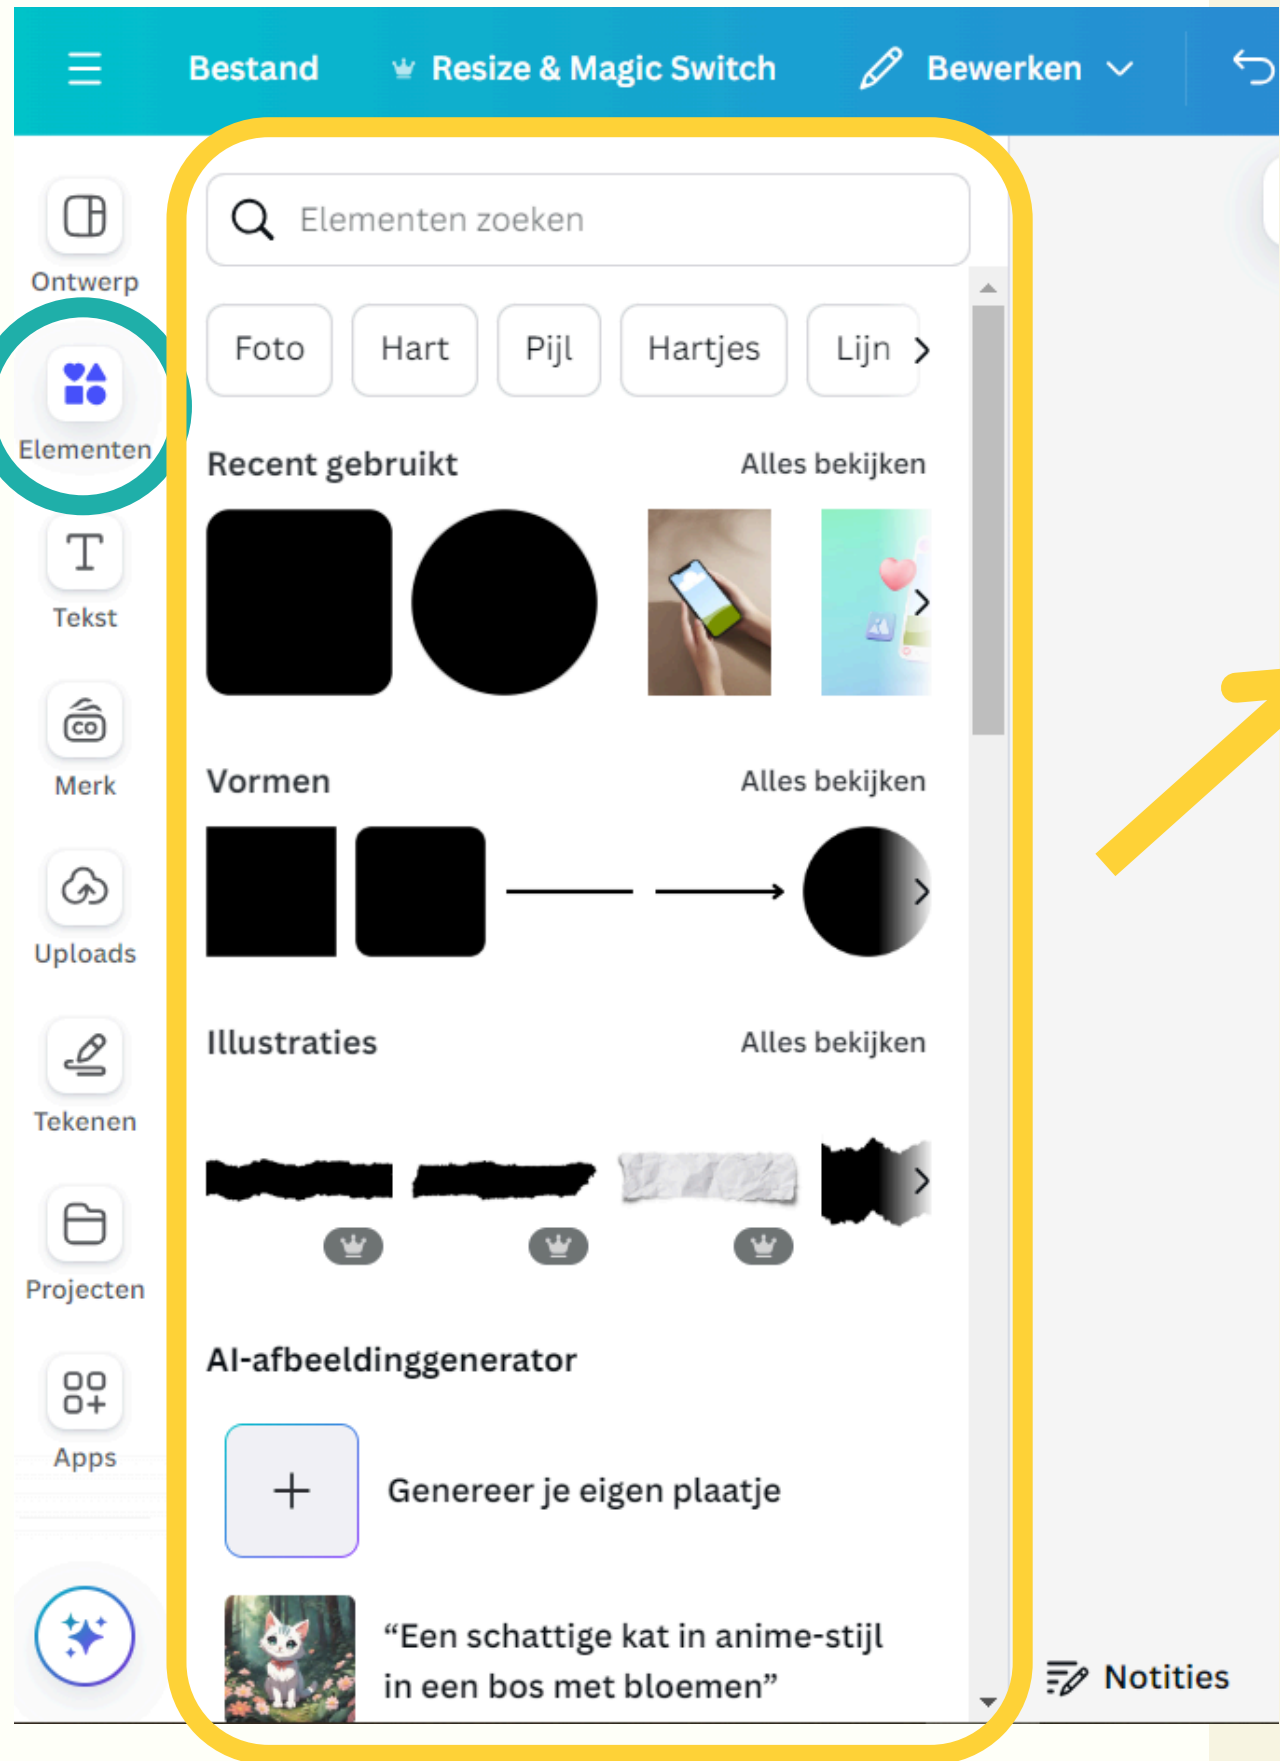 Bestand
Resize & Magic Switch
Bewerken
Ontwerp
Elementen
Tekst
CO
Merk
Uploads
Tekenen
Projecten
Apps
Elementen zoeken
Foto Hart Pijl Hartjes Lijn
Recent gebruikt Alles bekijken
Vormen Alles bekijken
Illustraties Alles bekijken
AI-afbeeldinggenerator
Genereer je eigen plaatje
“Een schattige kat in anime-stijl
in een bos met bloemen”
Notities